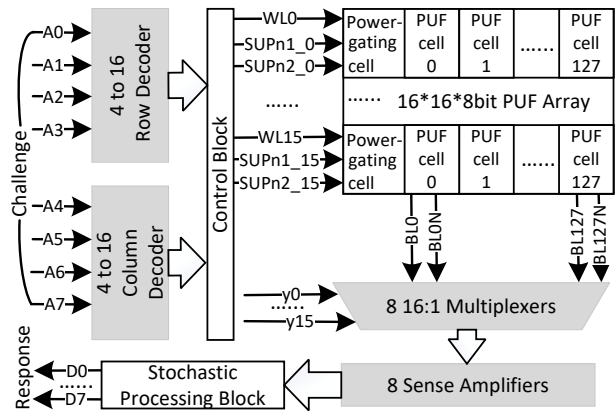 Challenge
A0
A1
A2
A3
4 to 16
Row Decoder
A4
A5
A6
A7
4 to 16
Column
Decoder
Control Block
WL0
SUPn1_0
SUPn2_0
......
WL15
SUPn1_15
SUPn2_15
Power-
gating
cell
PUF
cell
0
PUF
cell
1
......
PUF
cell
127
...... 16*16*8bit PUF Array
Power-
gating
cell
PUF
cell
0
PUF
cell
1
......
PUF
cell
127
BL0
BL0N
BL127
BL127N
y0
......
y15
8 16:1 Multiplexers
8 Sense Amplifiers
Stochastic
Processing Block
D0
......
D7
Response